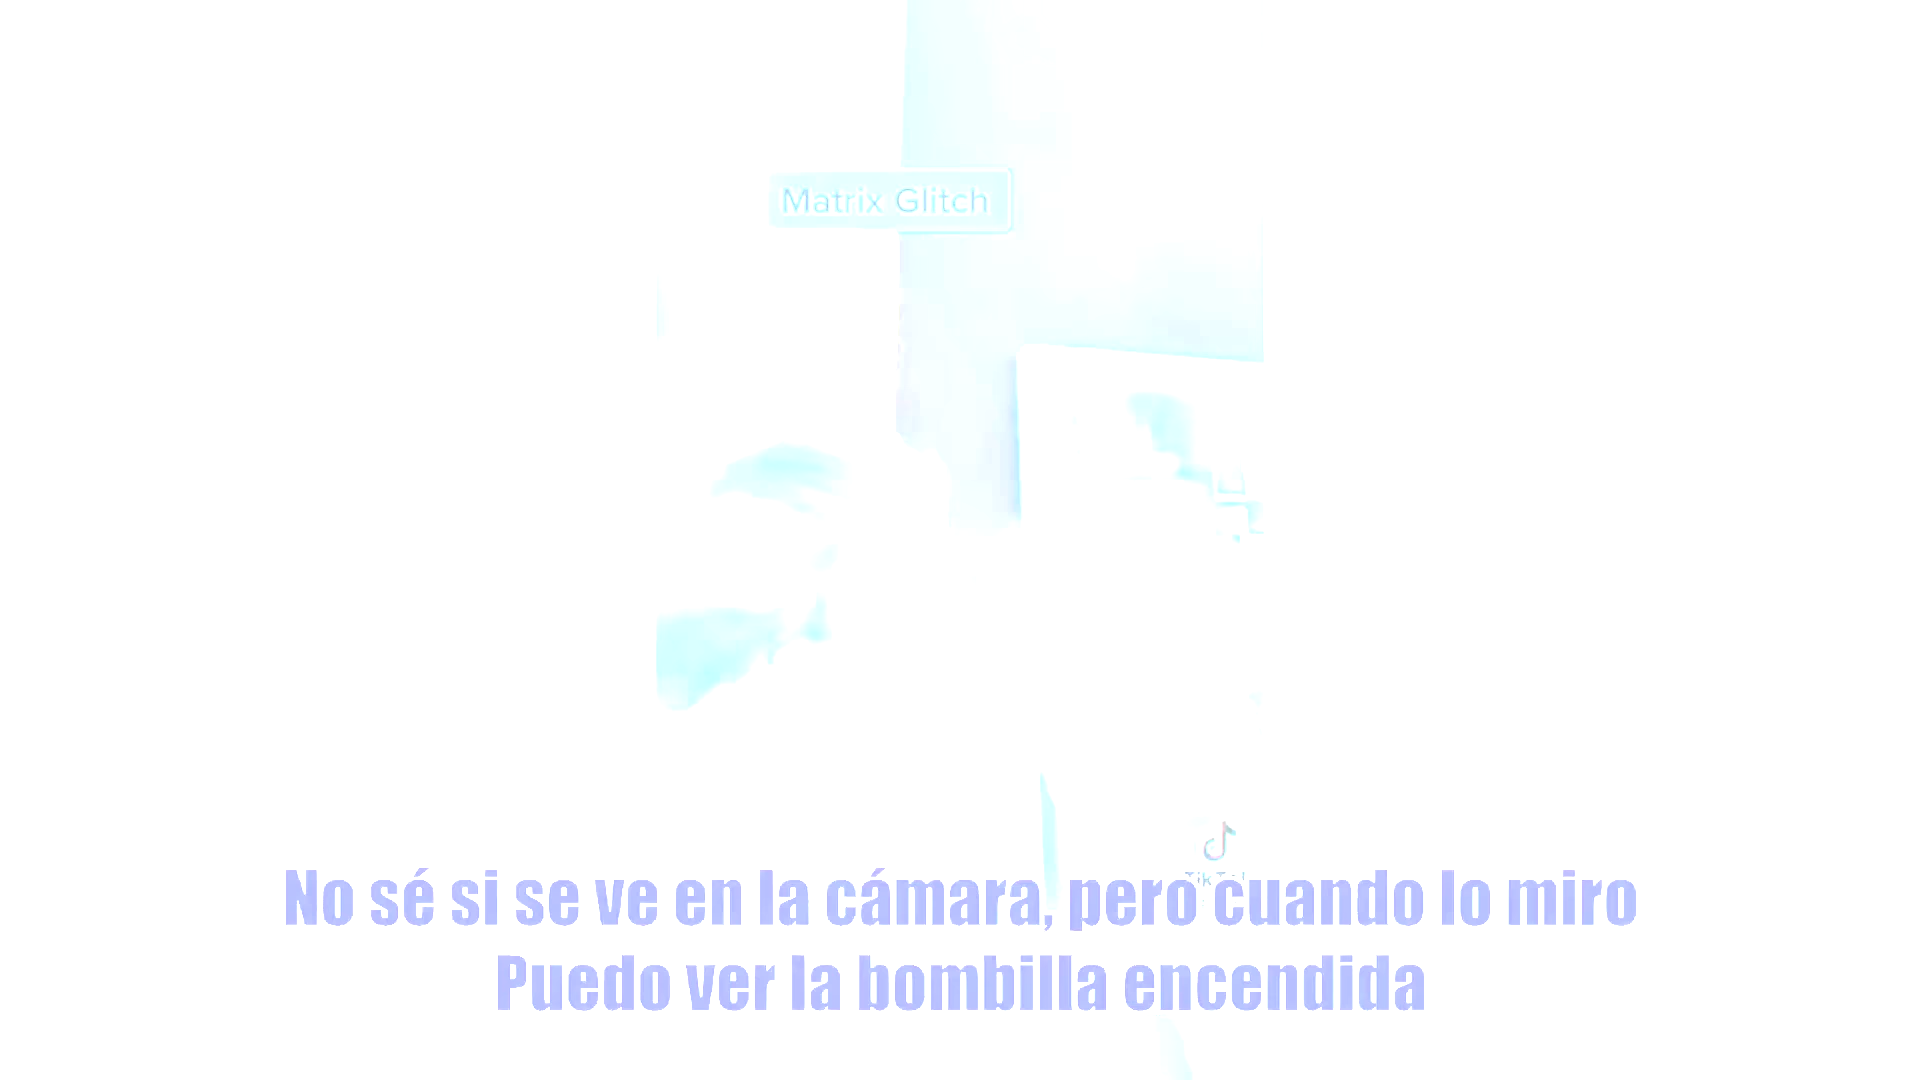 Matrix Glitch
No sé si se ve en la cámara, pero cuando lo miro
Puedo ver la bombilla encendida